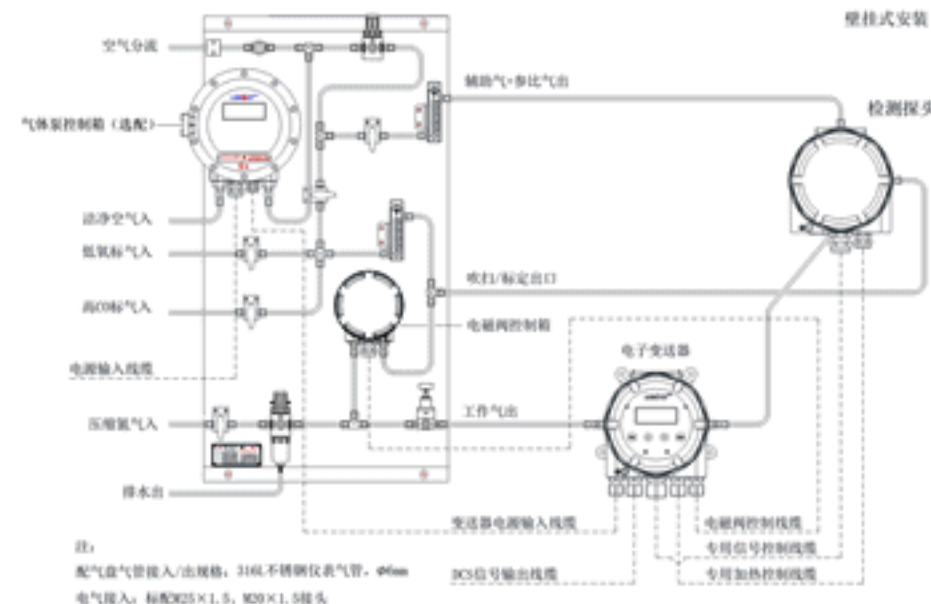 壁挂式安装
空气分流
辅助气+参比气出
检测探头
气体泵控制箱（选配）
洁净空气入
低氧标气入
吹扫/标定出口
高CO标气入
电磁阀控制箱
电子变送器
电源输入线缆
工作气出
压缩氮气入
排水出
变送器电源输入线缆
电磁阀控制线缆
专用信号控制线缆
DCS信号输出线缆
专用加热控制线缆
注：
配气盘气管接入/出规格：316L不锈钢仪表气管，Φ6mm
电气接入：标配M25×1.5，M20×1.5接头